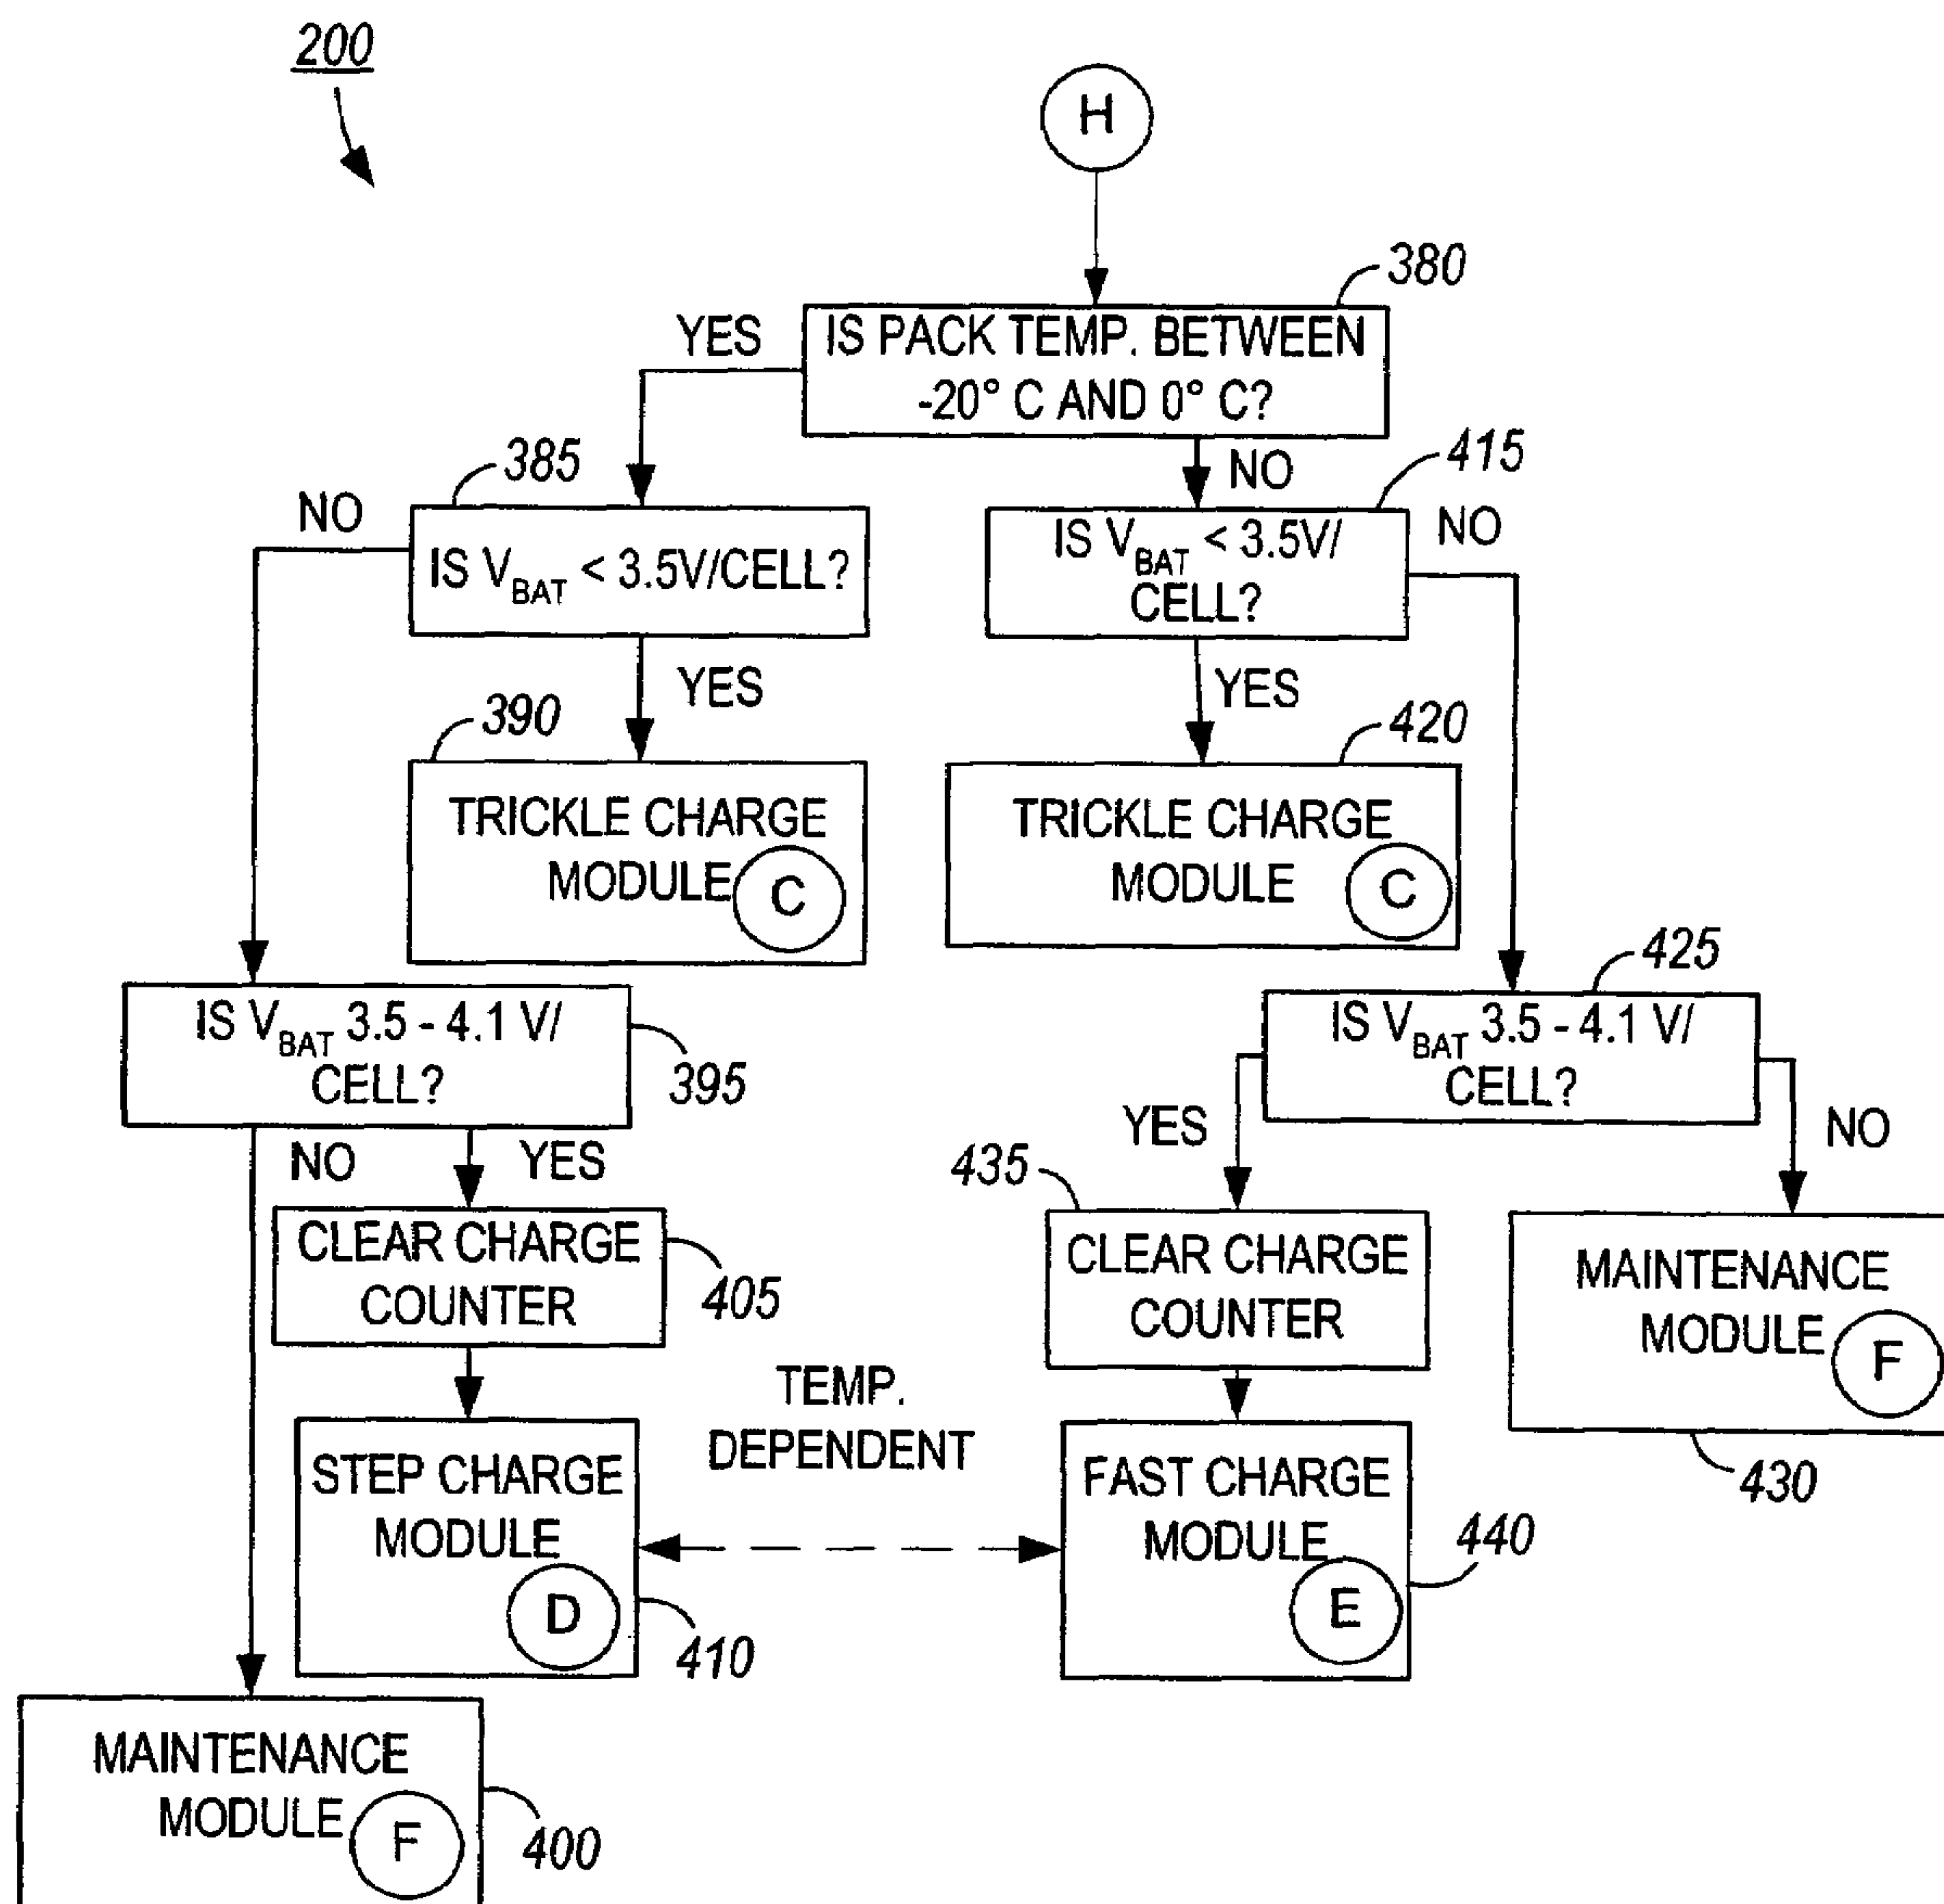 200
H
380
YES
IS PACK TEMP. BETWEEN
-20° C AND 0° C?
385
NO
415
NO
IS VBAT < 3.5V/CELL?
IS VBAT < 3.5V/
CELL?
NO
YES
YES
390
420
TRICKLE CHARGE
MODULE C
TRICKLE CHARGE
MODULE C
425
IS VBAT 3.5 - 4.1 V/
CELL?
395
IS VBAT 3.5 - 4.1 V/
CELL?
NO
YES
435
YES
NO
CLEAR CHARGE
COUNTER
405
CLEAR CHARGE
COUNTER
MAINTENANCE
MODULE F
430
TEMP.
DEPENDENT
STEP CHARGE
MODULE
D
410
FAST CHARGE
MODULE
E
440
MAINTENANCE
MODULE F
400